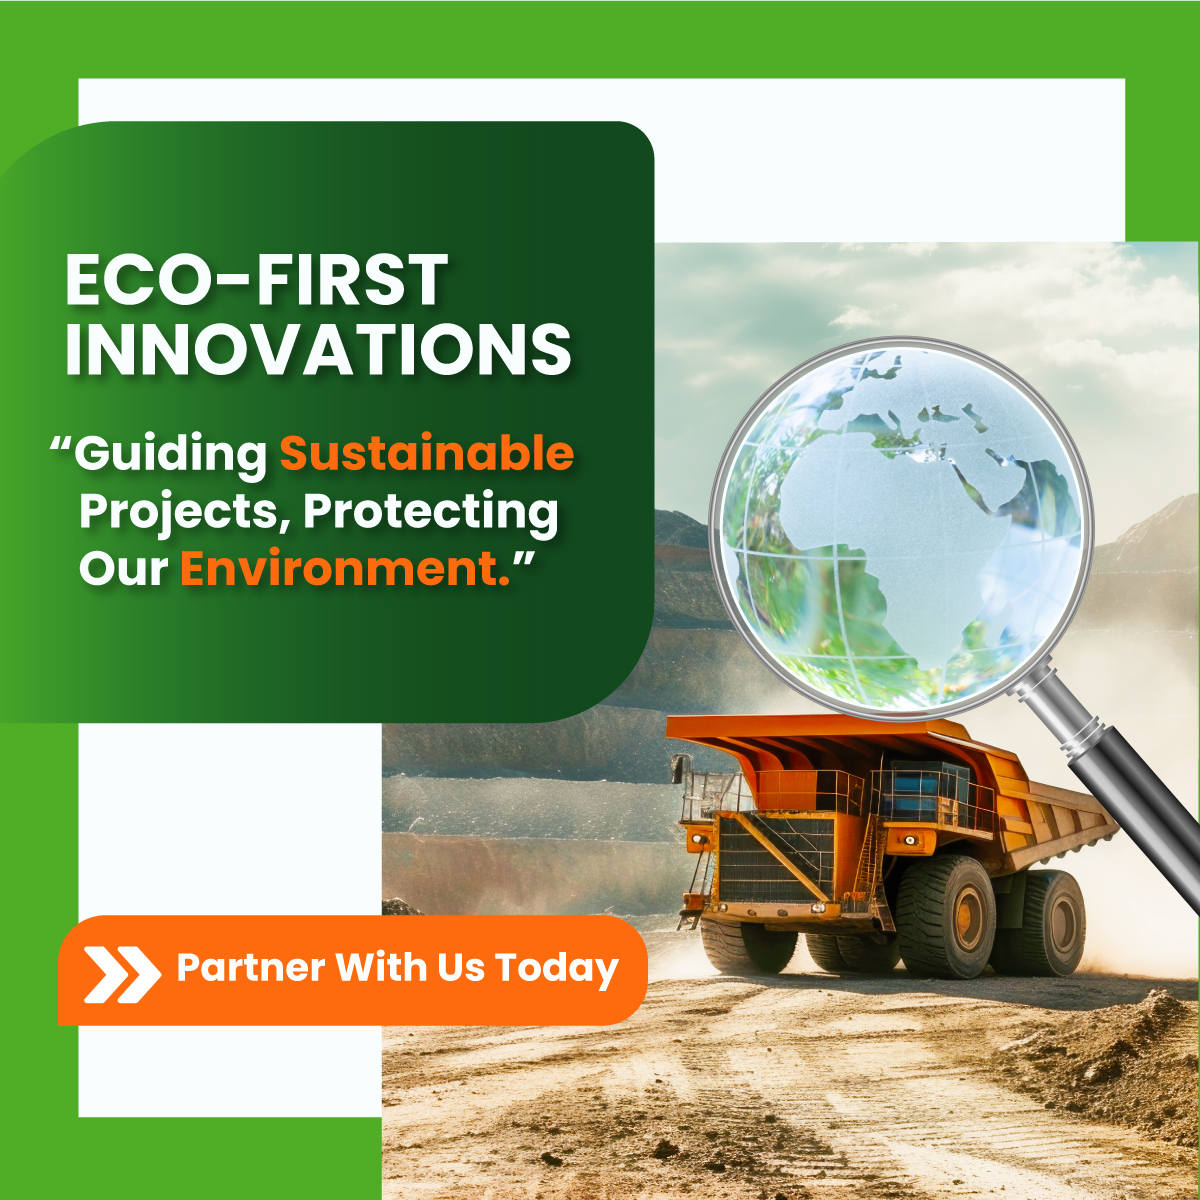 ECO-FIRST
INNOVATIONS
“Guiding Sustainable
Projects, Protecting
Our Environment.”
Partner With Us Today